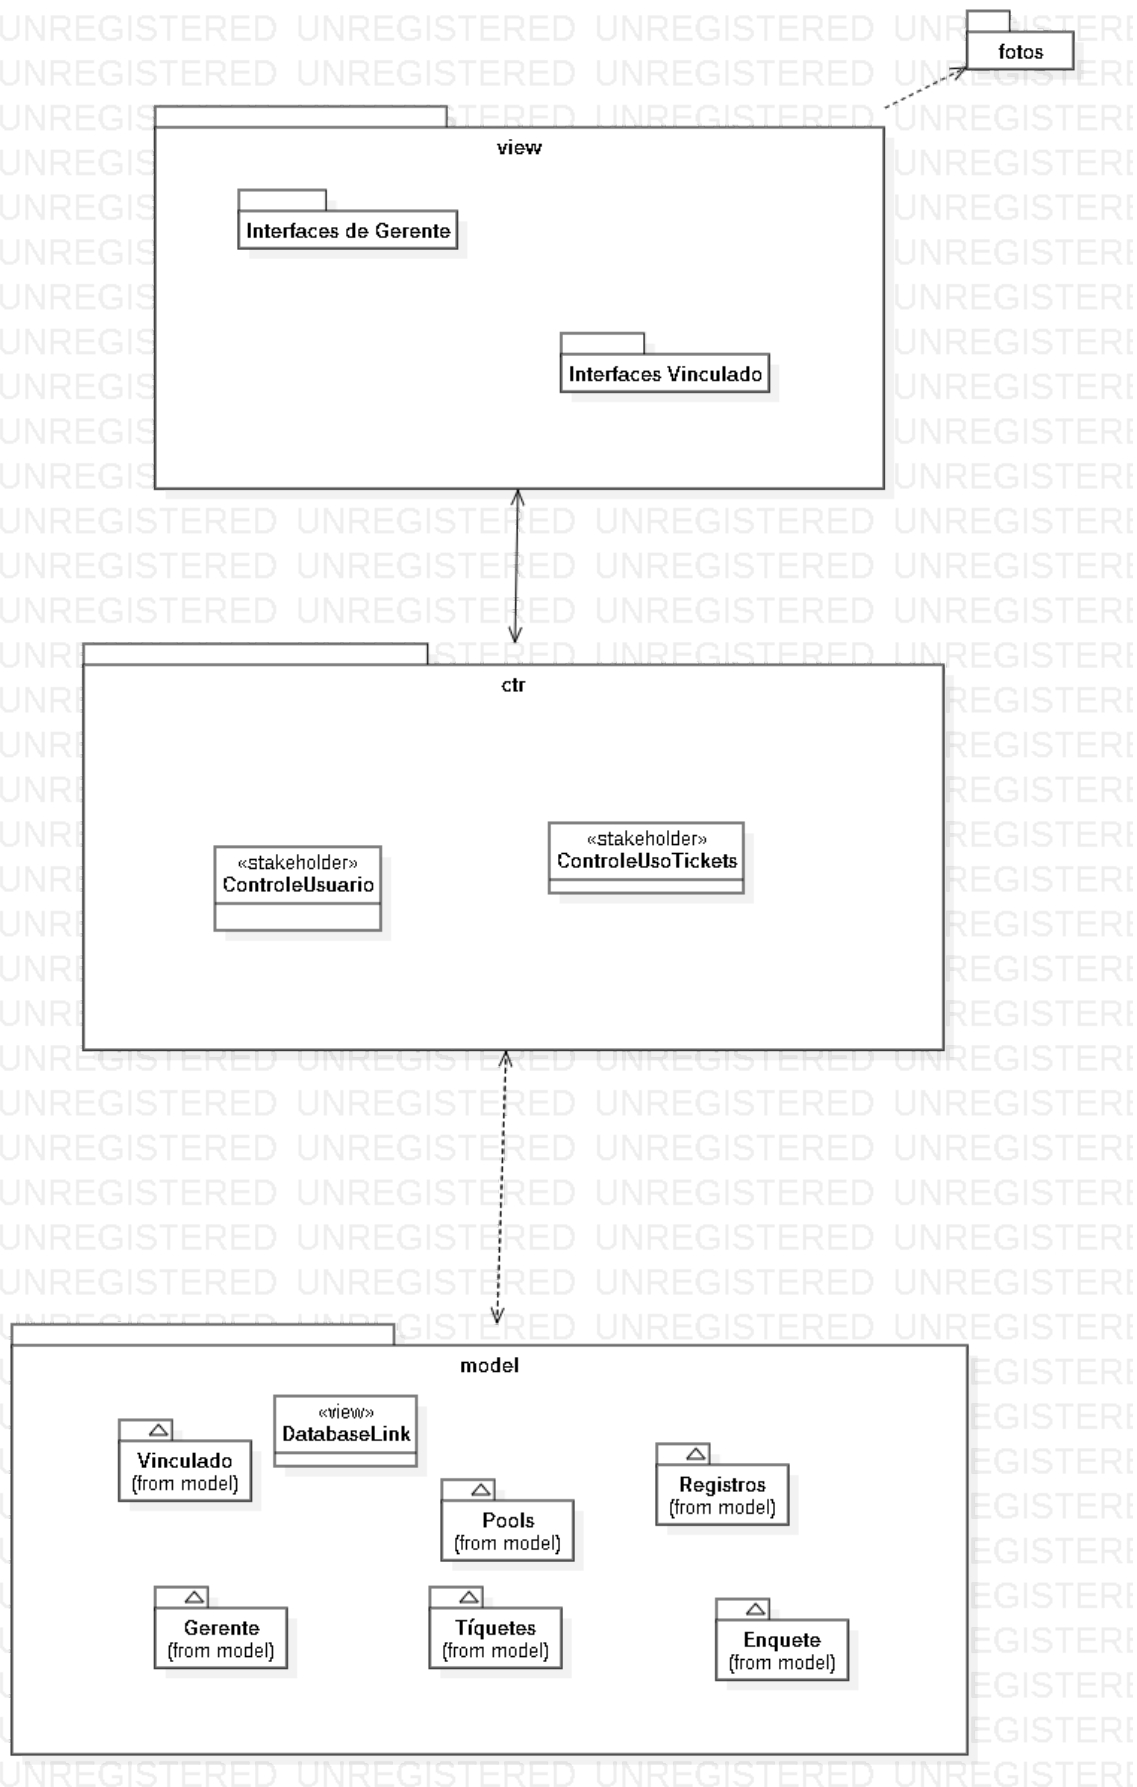 fotos
view
Interfaces de Gerente
Interfaces Vinculado
ctr
«stakeholder»
ControleUsoTickets
«stakeholder»
ControleUsuario
model
«view»
DatabaseLink
Vinculado
(from model)
Registros
(from model)
Pools
(from model)
Gerente
(from model)
Tíquetes
(from model)
Enquete
(from model)
UNREGISTERED